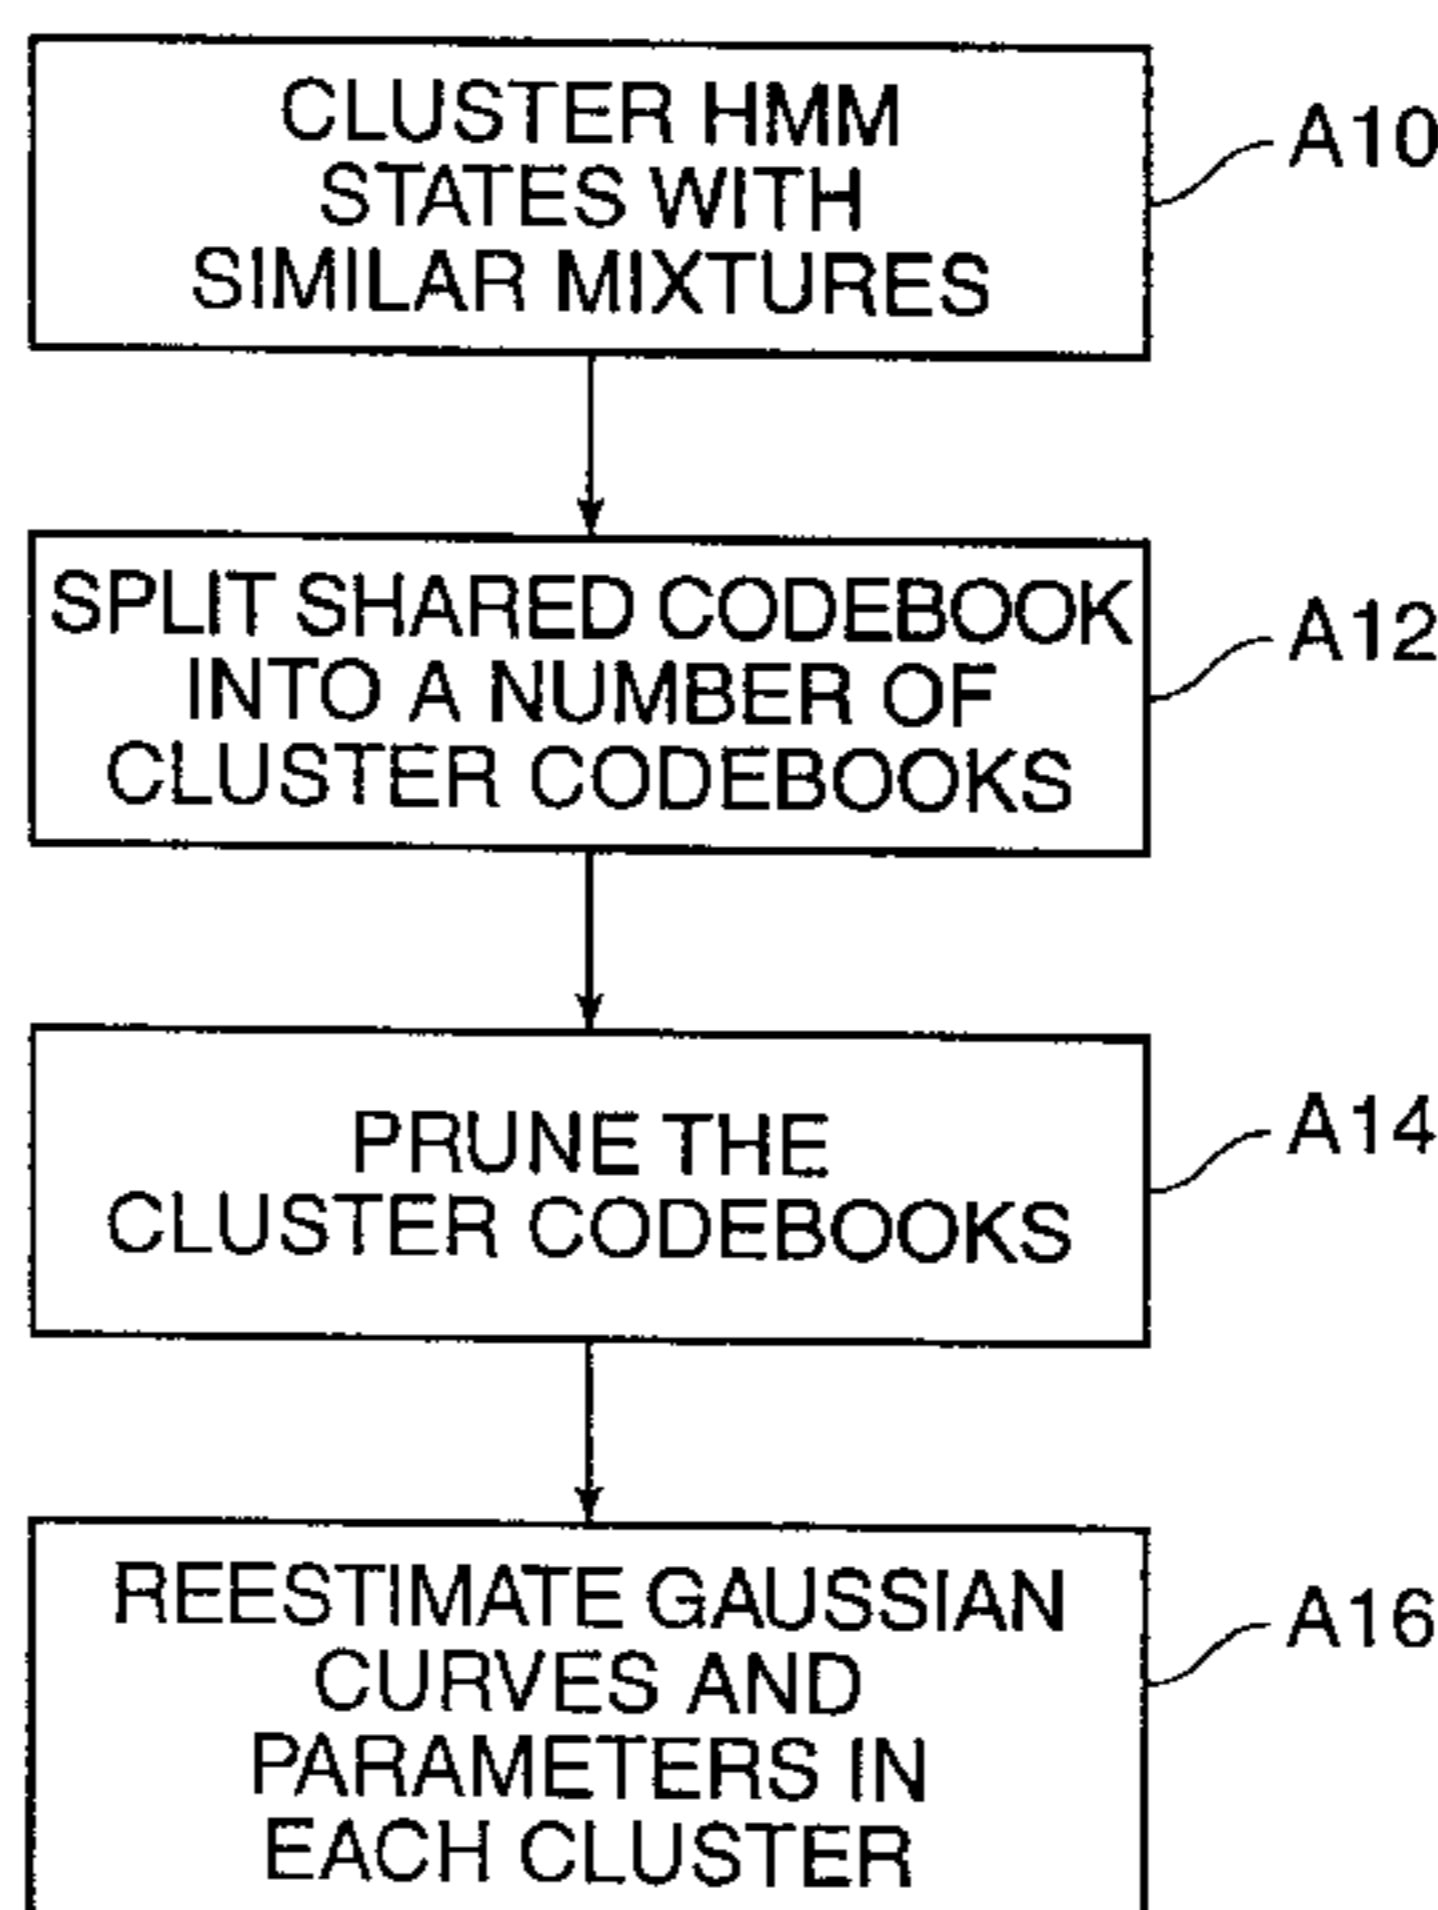 CLUSTER HMM
STATES WITH
SIMILAR MIXTURES
A10
SPLIT SHARED CODEBOOK
INTO A NUMBER OF
CLUSTER CODEBOOKS
A12
PRUNE THE
CLUSTER CODEBOOKS
A14
REESTIMATE GAUSSIAN
CURVES AND
PARAMETERS IN
EACH CLUSTER
A16